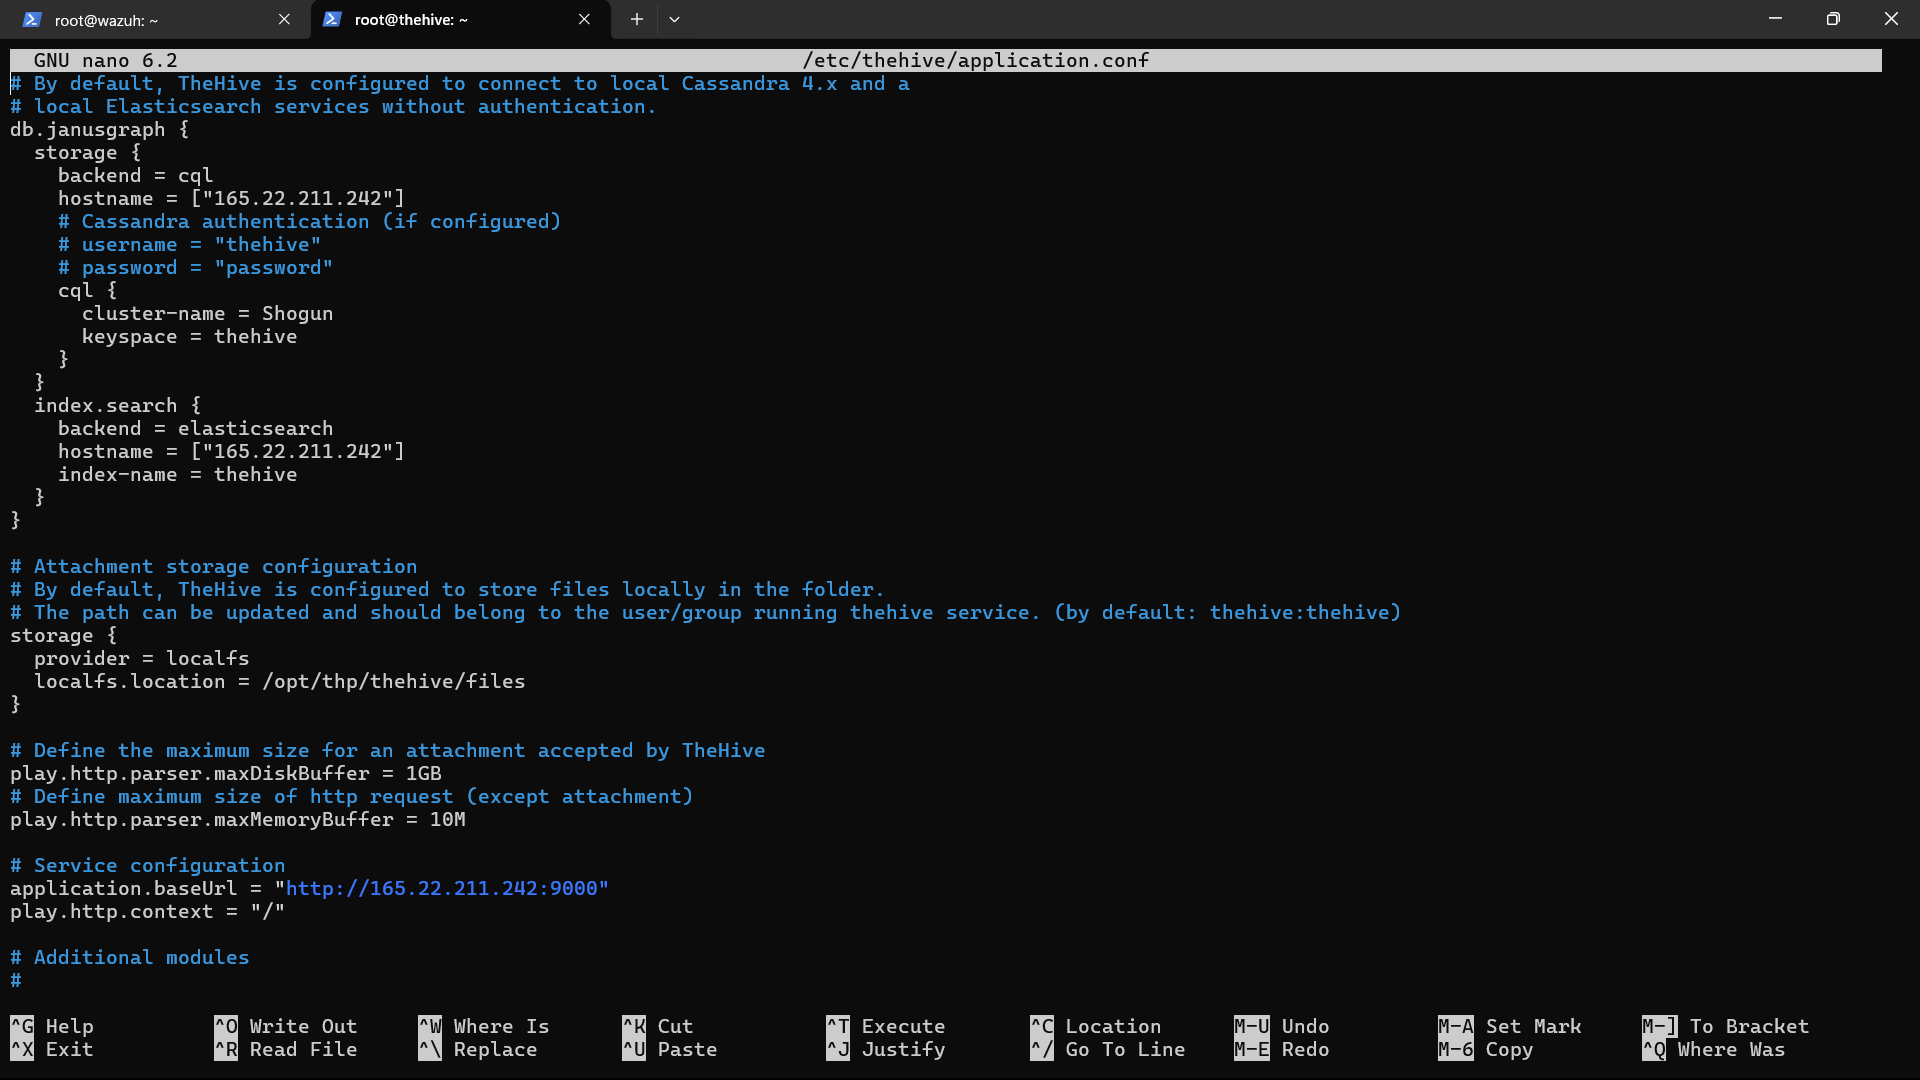 root@wazuh: ~
root@thehive: ~
GNU nano 6.2 /etc/thehive/application.conf
# By default, TheHive is configured to connect to local Cassandra 4.x and a
# local Elasticsearch services without authentication.
db.janusgraph {
  storage {
    backend = cql
    hostname = ["165.22.211.242"]
    # Cassandra authentication (if configured)
    # username = "thehive"
    # password = "password"
    cql {
      cluster-name = Shogun
      keyspace = thehive
    }
  }
  index.search {
    backend = elasticsearch
    hostname = ["165.22.211.242"]
    index-name = thehive
  }
}

# Attachment storage configuration
# By default, TheHive is configured to store files locally in the folder.
# The path can be updated and should belong to the user/group running thehive service. (by default: thehive:thehive)
storage {
  provider = localfs
  localfs.location = /opt/thp/thehive/files
}

# Define the maximum size for an attachment accepted by TheHive
play.http.parser.maxDiskBuffer = 1GB
# Define maximum size of http request (except attachment)
play.http.parser.maxMemoryBuffer = 10M

# Service configuration
application.baseUrl = "http://165.22.211.242:9000"
play.http.context = "/"

# Additional modules
#
^G Help ^O Write Out ^W Where Is ^K Cut ^T Execute ^C Location M-U Undo M-A Set Mark M-] To Bracket
^X Exit ^R Read File ^\ Replace ^U Paste ^J Justify ^/ Go To Line M-E Redo M-6 Copy ^Q Where Was